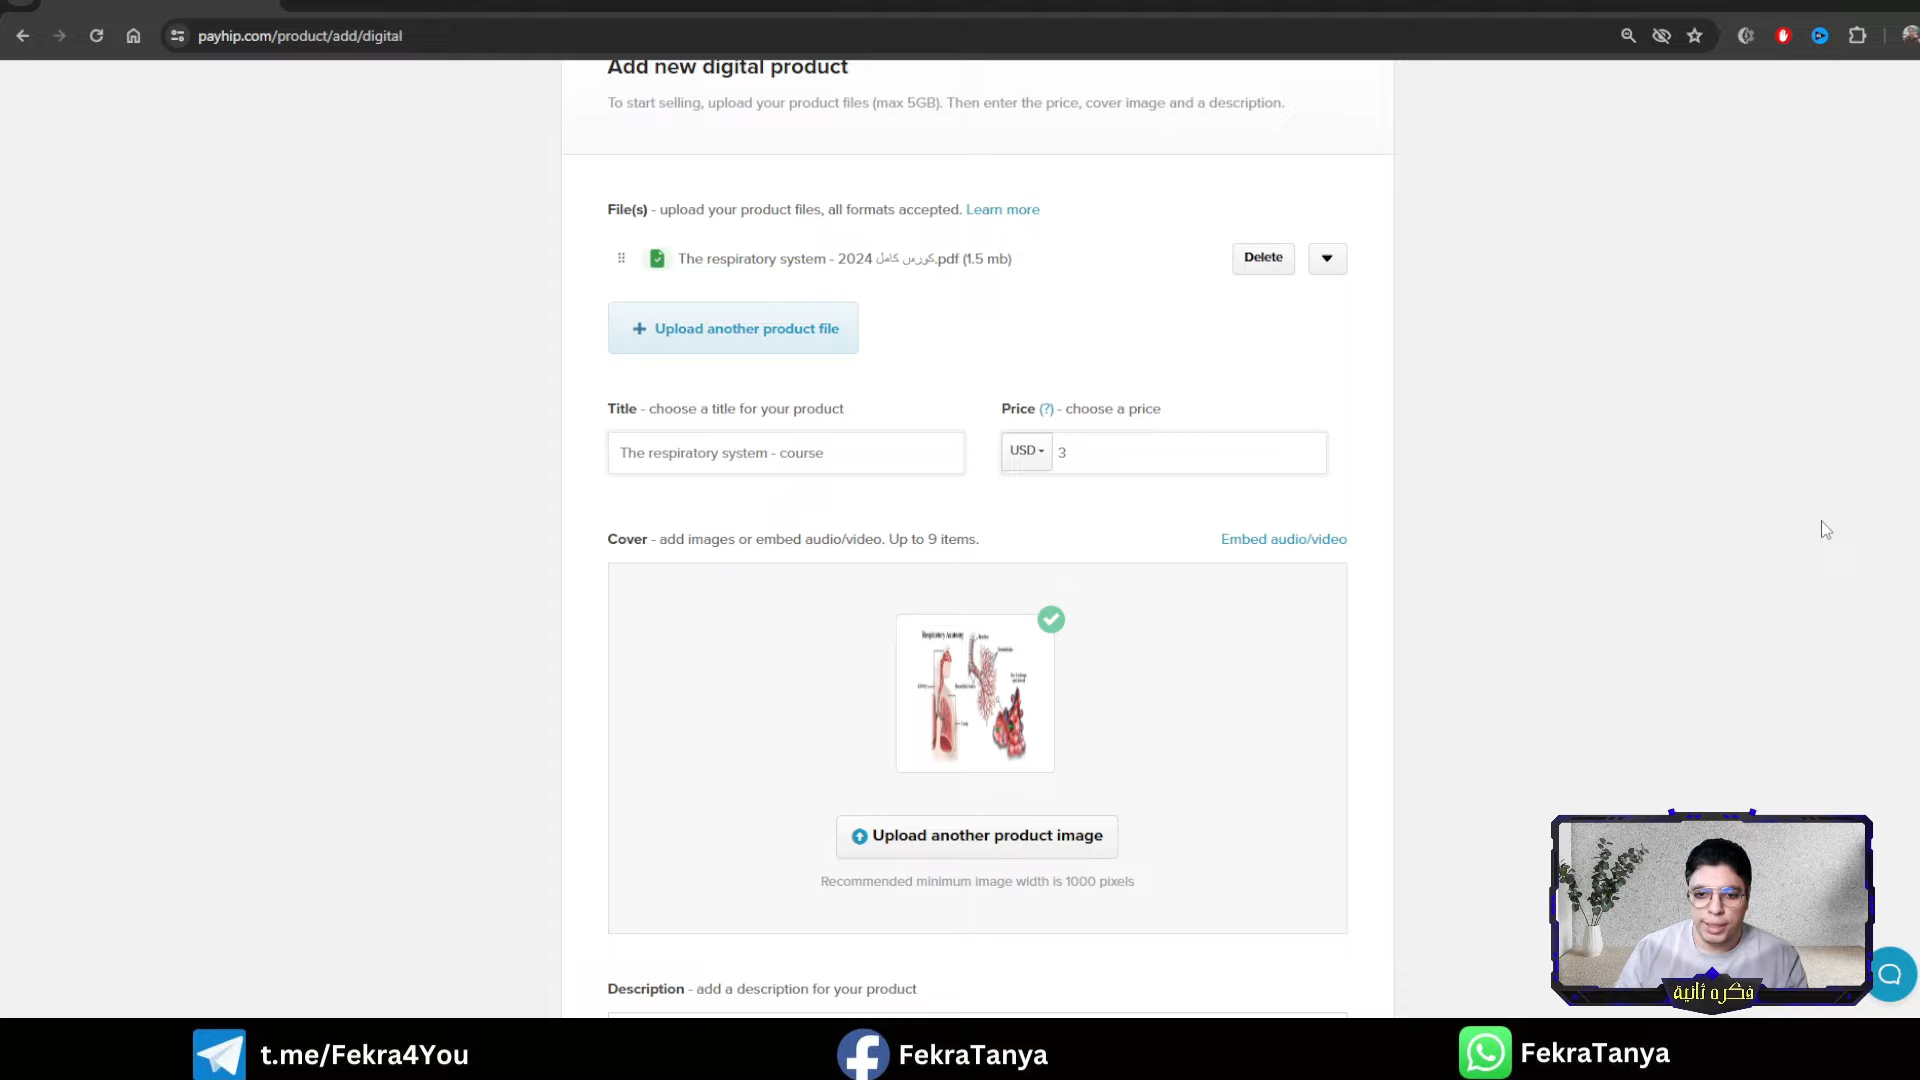 payhip.com/product/add/digital
Add new digital product
To start selling, upload your product files (max 5GB). Then enter the price, cover image and a description.
File(s) - upload your product files, all formats accepted. Learn more
The respiratory system - 2024 كورس كامل.pdf (1.5 mb)
Delete
+ Upload another product file
Title - choose a title for your product
Price (?) - choose a price
The respiratory system - course
USD 3
Cover - add images or embed audio/video. Up to 9 items.
Embed audio/video
Respiratory Anatomy
Upload another product image
Recommended minimum image width is 1000 pixels
Description - add a description for your product
فكره ثانية
t.me/Fekra4You
FekraTanya
FekraTanya